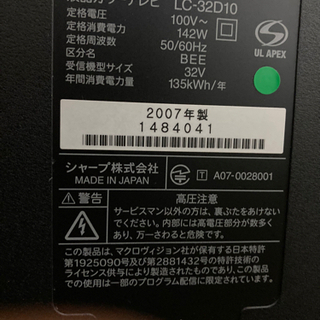 レビ LC-32D10
定格電圧 100V~
定格消費電力 142W
定格周波数 50/60Hz
区分名 BEE
受信機型サイズ 32V
年間消費電力量 135kWh/年
UL APEX
2007年製
1484041
シャープ株式会社
MADE IN JAPAN
T A07-0028001
警告
高圧注意
サービスマン以外の方は、裏ぶたをあけないで
ください。内部には高電圧部分が数多く
あり、万一さわると危険です。
この製品は、マクロヴィジョン社が保有する日本特許
第1925090号及び第2881432号の特許技術の
ライセンス供与により製造されたものです。この製品
の一部にプログラム配信に限定されております。